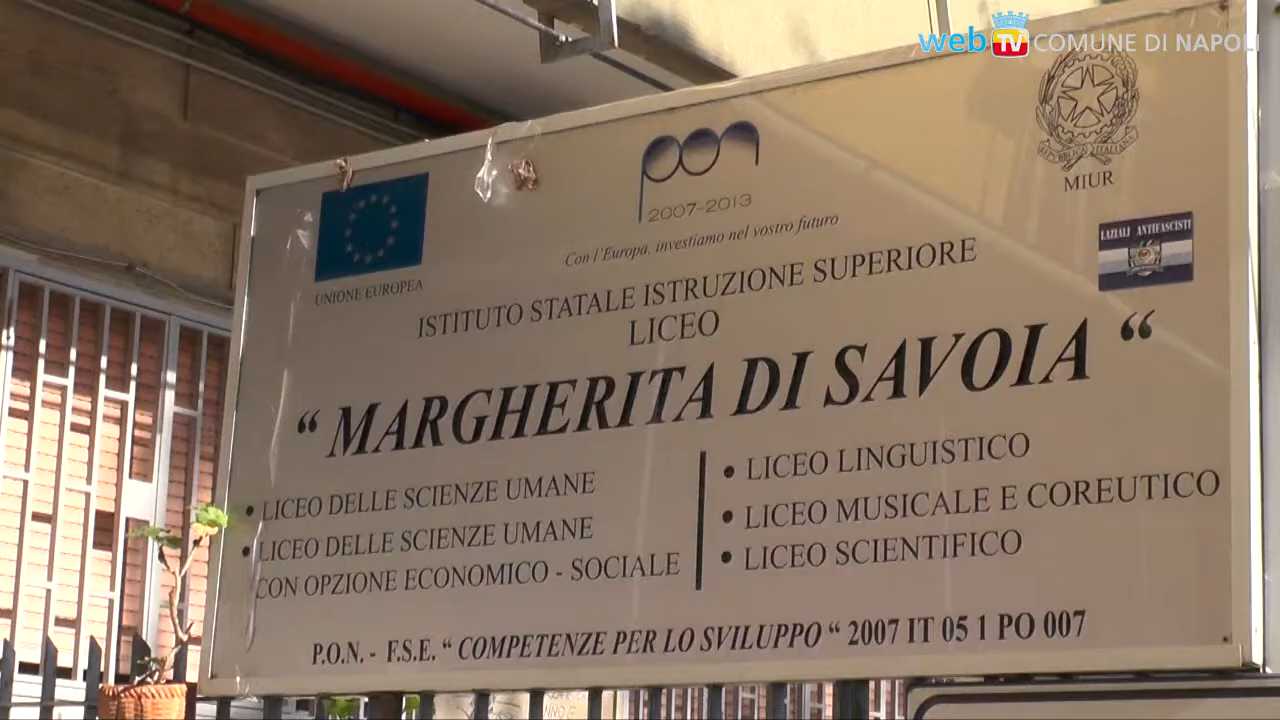 web TV COMUNE DI NAPOLI
pon
2007-2013
Con l'Europa, investiamo nel vostro futuro
REPUBBLICA ITALIANA
MIUR
UNIONE EUROPEA
LAZIALI ANTIFASCISTI
ISTITUTO STATALE ISTRUZIONE SUPERIORE
LICEO
“ MARGHERITA DI SAVOIA “
• LICEO DELLE SCIENZE UMANE
• LICEO DELLE SCIENZE UMANE
CON OPZIONE ECONOMICO - SOCIALE
• LICEO LINGUISTICO
• LICEO MUSICALE E COREUTICO
• LICEO SCIENTIFICO
P.O.N. - F.S.E. “ COMPETENZE PER LO SVILUPPO “ 2007 IT 05 1 PO 007